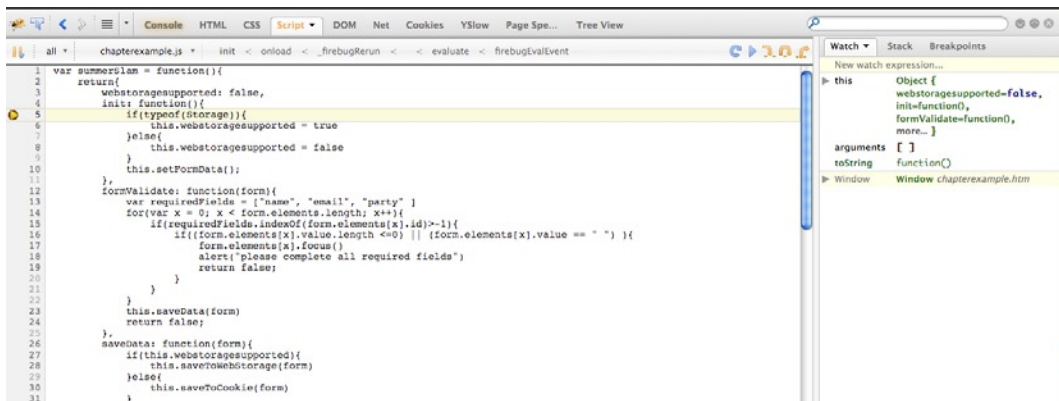 Console HTML CSS Script DOM Net Cookies YSlow Page Spe... Tree View
all chapterexample.js init < onload < _firebugRerun < < evaluate < firebugEvalEvent
1 var summerSlam = function(){
2 return{
3 webstoragesupported: false,
4 init: function(){
5 if(typeof(Storage)){
6 this.webstoragesupported = true
7 }else{
8 this.webstoragesupported = false
9 }
10 this.setFormData();
11 },
12 formValidate: function(form){
13 var requiredFields = ["name", "email", "party" ]
14 for(var x = 0; x < form.elements.length; x++){
15 if(requiredFields.indexOf(form.elements[x].id)>-1){
16 if((form.elements[x].value.length <=0) || (form.elements[x].value == " ") ){
17 form.elements[x].focus()
18 alert("please complete all required fields")
19 return false;
20 }
21 }
22 }
23 this.saveData(form)
24 return false;
25 },
26 saveData: function(form){
27 if(this.webstoragesupported){
28 this.saveToWebStorage(form)
29 }else{
30 this.saveToCookie(form)
31 }
Watch Stack Breakpoints
New watch expression...
this Object {
webstoragesupported=false,
init=function(),
formValidate=function(),
more... }
arguments [ ]
toString function()
Window Window chapterexample.htm